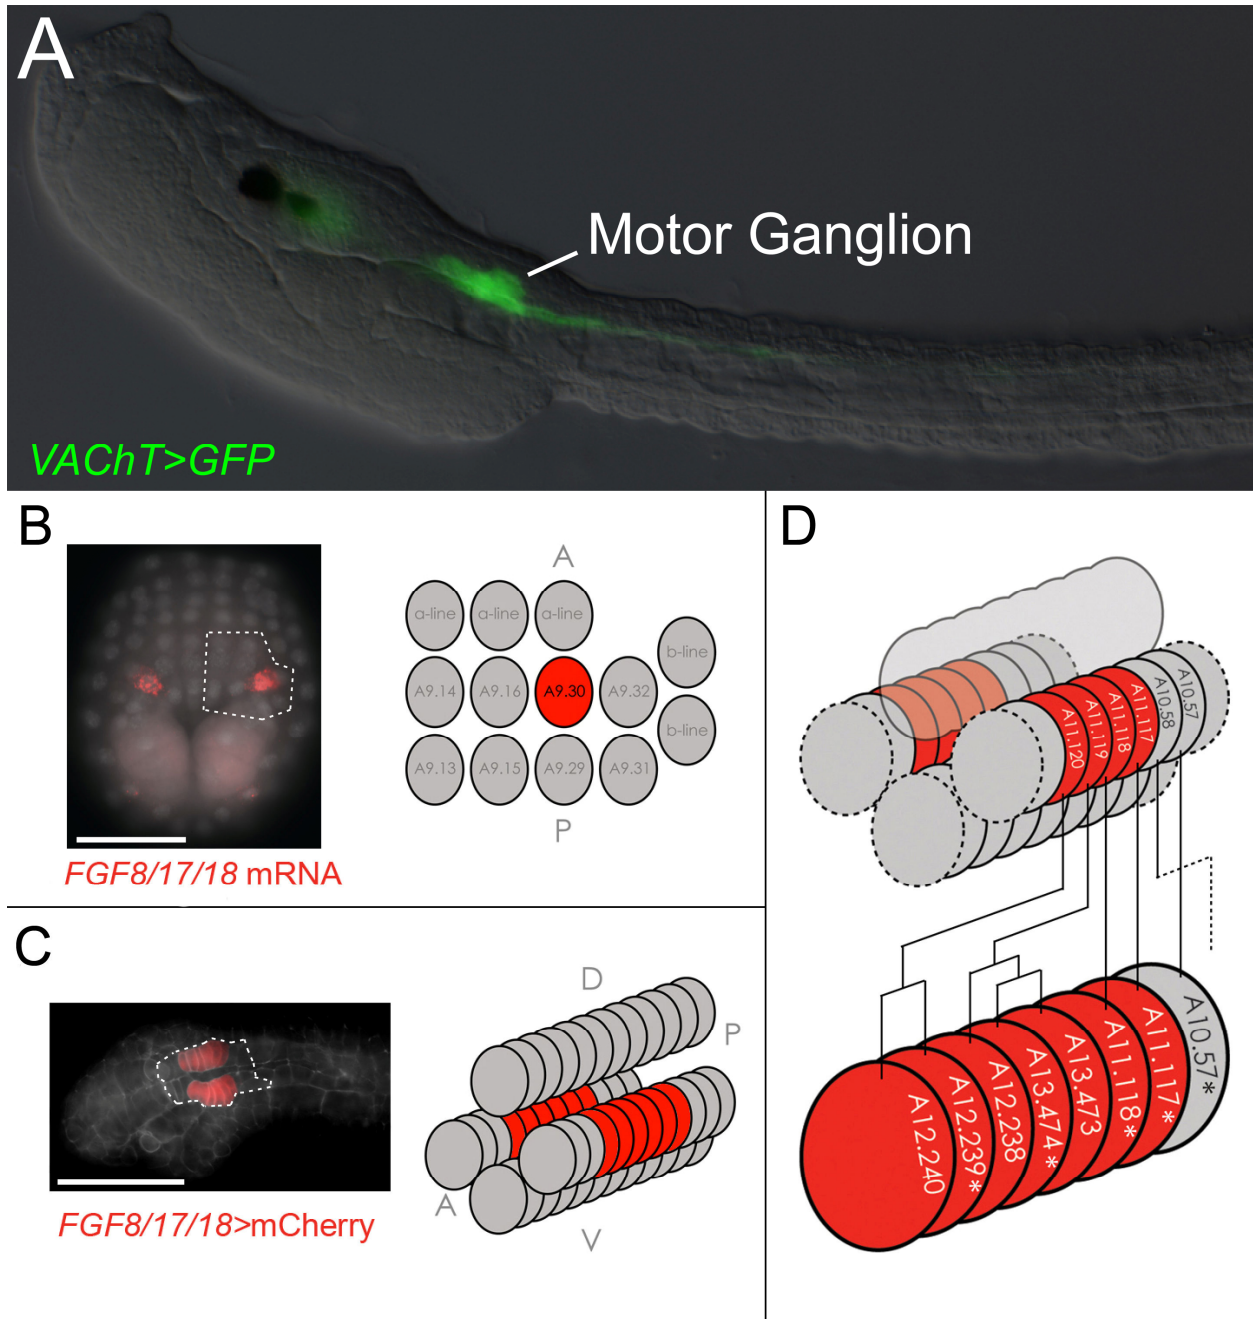 A
Motor Ganglion
VAChT>GFP
B
A
a-line a-line a-line
b-line
A9.14 A9.16 A9.30 A9.32
b-line
A9.13 A9.15 A9.29 A9.31
P
FGF8/17/18 mRNA
C
D
P
A
V
FGF8/17/18>mCherry
D
A11.120
A11.119
A11.118
A11.117
A10.58
A10.57
A12.240
A12.239*
A12.238
A13.474*
A13.473
A11.118*
A11.117*
A10.57*